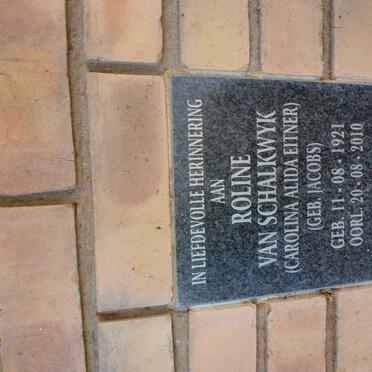 IN LIEFDEVOLLE HERINNERING
AAN
ROLINE
VAN SCHALKWYK
(CAROLINA ALIDA EITNER)
(GEB. JACOBS)
GEB. 11 - 08 - 1921
OORL. 20 - 08 - 2010